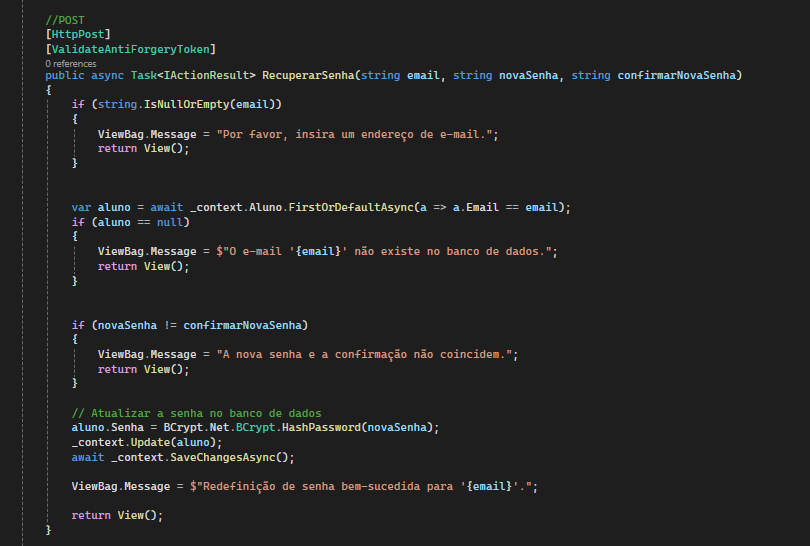 //POST
[HttpPost]
[ValidateAntiForgeryToken]
0 references
public async Task<IActionResult> RecuperarSenha(string email, string novaSenha, string confirmarNovaSenha)
{
if (string.IsNullOrEmpty(email))
{
ViewBag.Message = "Por favor, insira um endereço de e-mail.";
return View();
}
var aluno = await _context.Aluno.FirstOrDefaultAsync(a => a.Email == email);
if (aluno == null)
{
ViewBag.Message = $"O e-mail '{email}' não existe no banco de dados.";
return View();
}
if (novaSenha != confirmarNovaSenha)
{
ViewBag.Message = "A nova senha e a confirmação não coincidem.";
return View();
}
// Atualizar a senha no banco de dados
aluno.Senha = BCrypt.Net.BCrypt.HashPassword(novaSenha);
_context.Update(aluno);
await _context.SaveChangesAsync();
ViewBag.Message = $"Redefinição de senha bem-sucedida para '{email}'.";
return View();
}